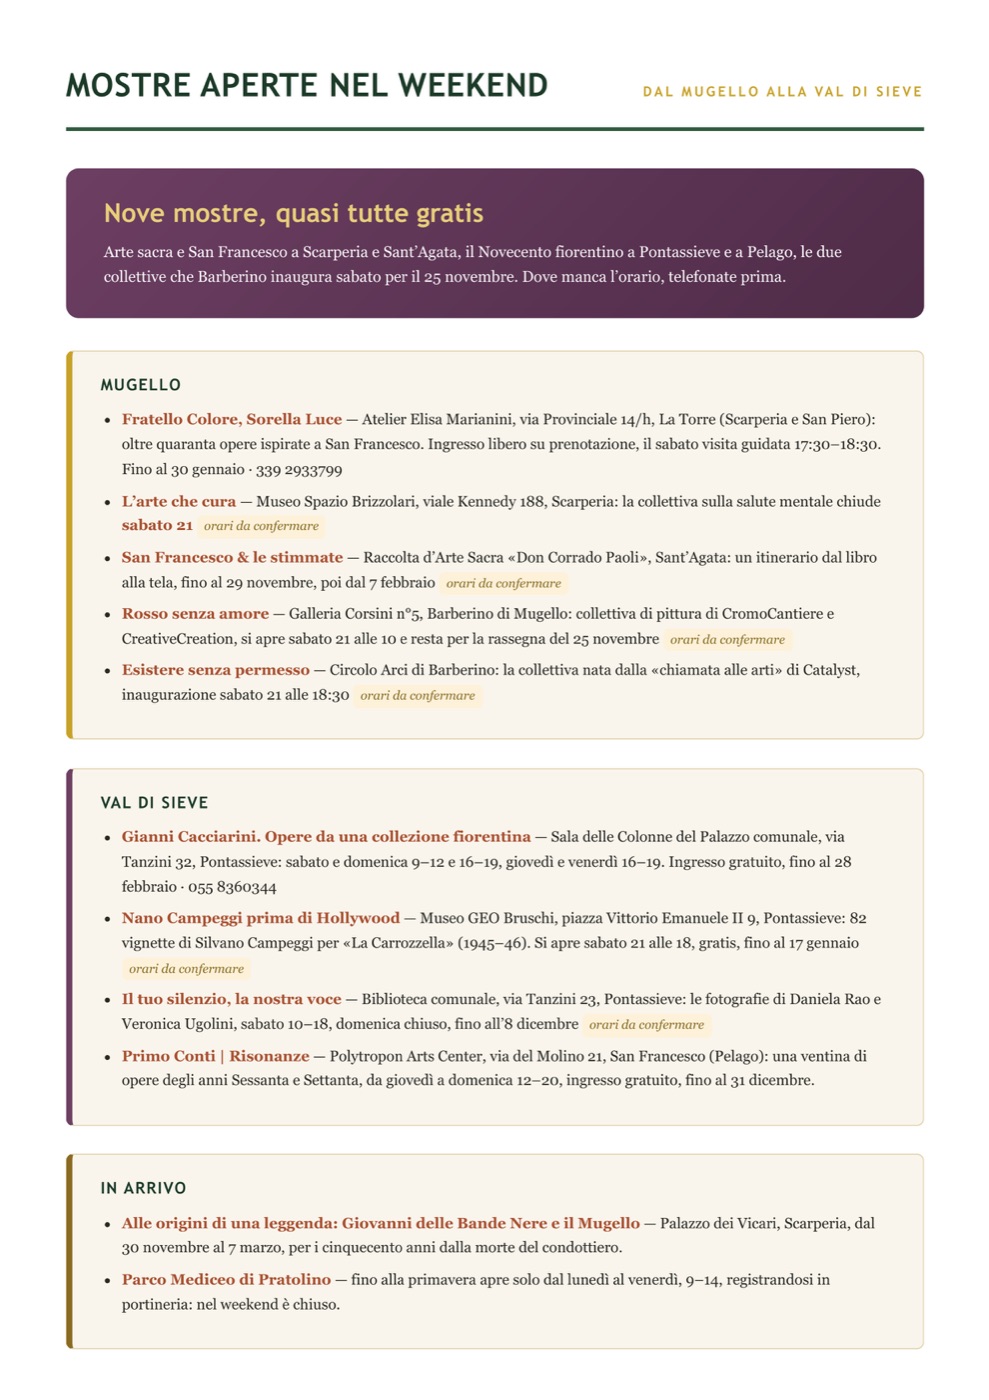 MOSTRE APERTE NEL WEEKEND
DAL MUGELLO ALLA VAL DI SIEVE
Nove mostre, quasi tutte gratis
Arte sacra e San Francesco a Scarperia e Sant’Agata, il Novecento fiorentino a Pontassieve e a Pelago, le due
collettive che Barberino inaugura sabato per il 25 novembre. Dove manca l’orario, telefonate prima.
MUGELLO
• Fratello Colore, Sorella Luce — Atelier Elisa Marianini, via Provinciale 14/h, La Torre (Scarperia e San Piero):
oltre quaranta opere ispirate a San Francesco. Ingresso libero su prenotazione, il sabato visita guidata 17:30–18:30.
Fino al 30 gennaio · 339 2933799
• L’arte che cura — Museo Spazio Brizzolari, viale Kennedy 188, Scarperia: la collettiva sulla salute mentale chiude
sabato 21 orari da confermare
• San Francesco & le stimmate — Raccolta d’Arte Sacra «Don Corrado Paoli», Sant’Agata: un itinerario dal libro
alla tela, fino al 29 novembre, poi dal 7 febbraio orari da confermare
• Rosso senza amore — Galleria Corsini n°5, Barberino di Mugello: collettiva di pittura di CromoCantiere e
CreativeCreation, si apre sabato 21 alle 10 e resta per la rassegna del 25 novembre orari da confermare
• Esistere senza permesso — Circolo Arci di Barberino: la collettiva nata dalla «chiamata alle arti» di Catalyst,
inaugurazione sabato 21 alle 18:30 orari da confermare
VAL DI SIEVE
• Gianni Cacciarini. Opere da una collezione fiorentina — Sala delle Colonne del Palazzo comunale, via
Tanzini 32, Pontassieve: sabato e domenica 9–12 e 16–19, giovedì e venerdì 16–19. Ingresso gratuito, fino al 28
febbraio · 055 8360344
• Nano Campeggi prima di Hollywood — Museo GEO Bruschi, piazza Vittorio Emanuele II 9, Pontassieve: 82
vignette di Silvano Campeggi per «La Carrozzella» (1945–46). Si apre sabato 21 alle 18, gratis, fino al 17 gennaio
orari da confermare
• Il tuo silenzio, la nostra voce — Biblioteca comunale, via Tanzini 23, Pontassieve: le fotografie di Daniela Rao e
Veronica Ugolini, sabato 10–18, domenica chiuso, fino all’8 dicembre orari da confermare
• Primo Conti | Risonanze — Polytropon Arts Center, via del Molino 21, San Francesco (Pelago): una ventina di
opere degli anni Sessanta e Settanta, da giovedì a domenica 12–20, ingresso gratuito, fino al 31 dicembre.
IN ARRIVO
• Alle origini di una leggenda: Giovanni delle Bande Nere e il Mugello — Palazzo dei Vicari, Scarperia, dal
30 novembre al 7 marzo, per i cinquecento anni dalla morte del condottiero.
• Parco Mediceo di Pratolino — fino alla primavera apre solo dal lunedì al venerdì, 9–14, registrandosi in
portineria: nel weekend è chiuso.